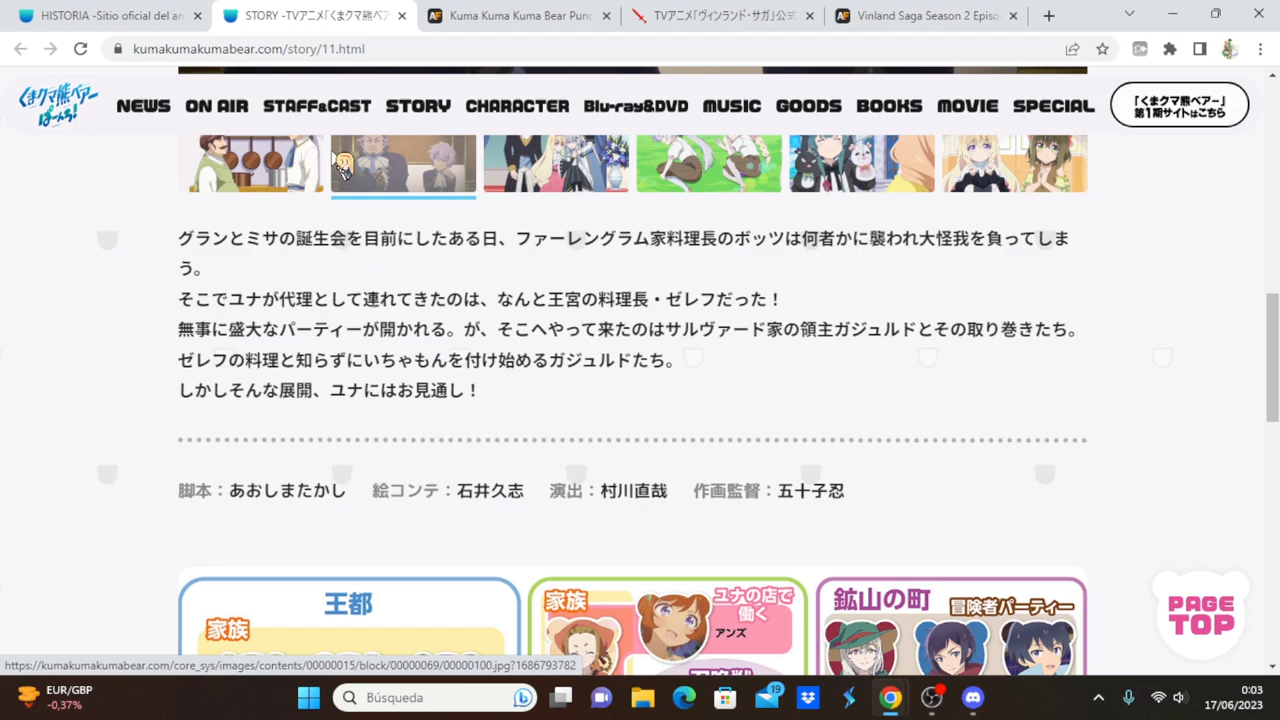 HISTORIA -Sitio oficial del an
STORY -TVアニメ「くまクマ熊ベア
Kuma Kuma Kuma Bear Punc
TVアニメ「ヴィンランド・サガ」公式
Vinland Saga Season 2 Episo
kumakumakumabear.com/story/11.html
くまクマ熊ベアー
ぱーんち!
NEWS ON AIR STAFF&CAST STORY CHARACTER Blu-ray&DVD MUSIC GOODS BOOKS MOVIE SPECIAL
「くまクマ熊ベアー」
第1期サイトはこちら
グランとミサの誕生会を目前にしたある日、ファーレングラム家料理長のボッツは何者かに襲われ大怪我を負ってしま
う。
そこでユナが代理として連れてきたのは、なんと王宮の料理長・ゼレフだった！
無事に盛大なパーティーが開かれる。が、そこへやって来たのはサルヴァード家の領主ガジュルドとその取り巻きたち。
ゼレフの料理と知らずにいちゃもんを付け始めるガジュルドたち。
しかしそんな展開、ユナにはお見通し！
脚本：あおしまたかし 絵コンテ：石井久志 演出：村川直哉 作画監督：五十子忍
王都
家族
家族
ユナの店で
働く
アンズ
召喚獣
鉱山の町
冒険者パーティー
PAGE
TOP
https://kumakumakumabear.com/core_sys/images/contents/00000015/block/00000069/00000100.jpg?1686793782
EUR/GBP
-0,37%
Búsqueda
19
0:03
17/06/2023